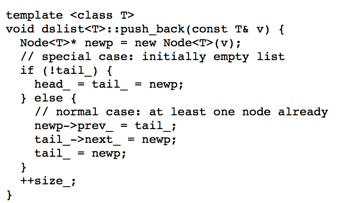 template <class T>
void dslist<T>::push_back(const T& v) {
  Node<T>* newp = new Node<T>(v);
  // special case: initially empty list
  if (!tail_) {
    head_ = tail_ = newp;
  } else {
    // normal case: at least one node already
    newp->prev_ = tail_;
    tail_->next_ = newp;
    tail_ = newp;
  }
  ++size_;
}